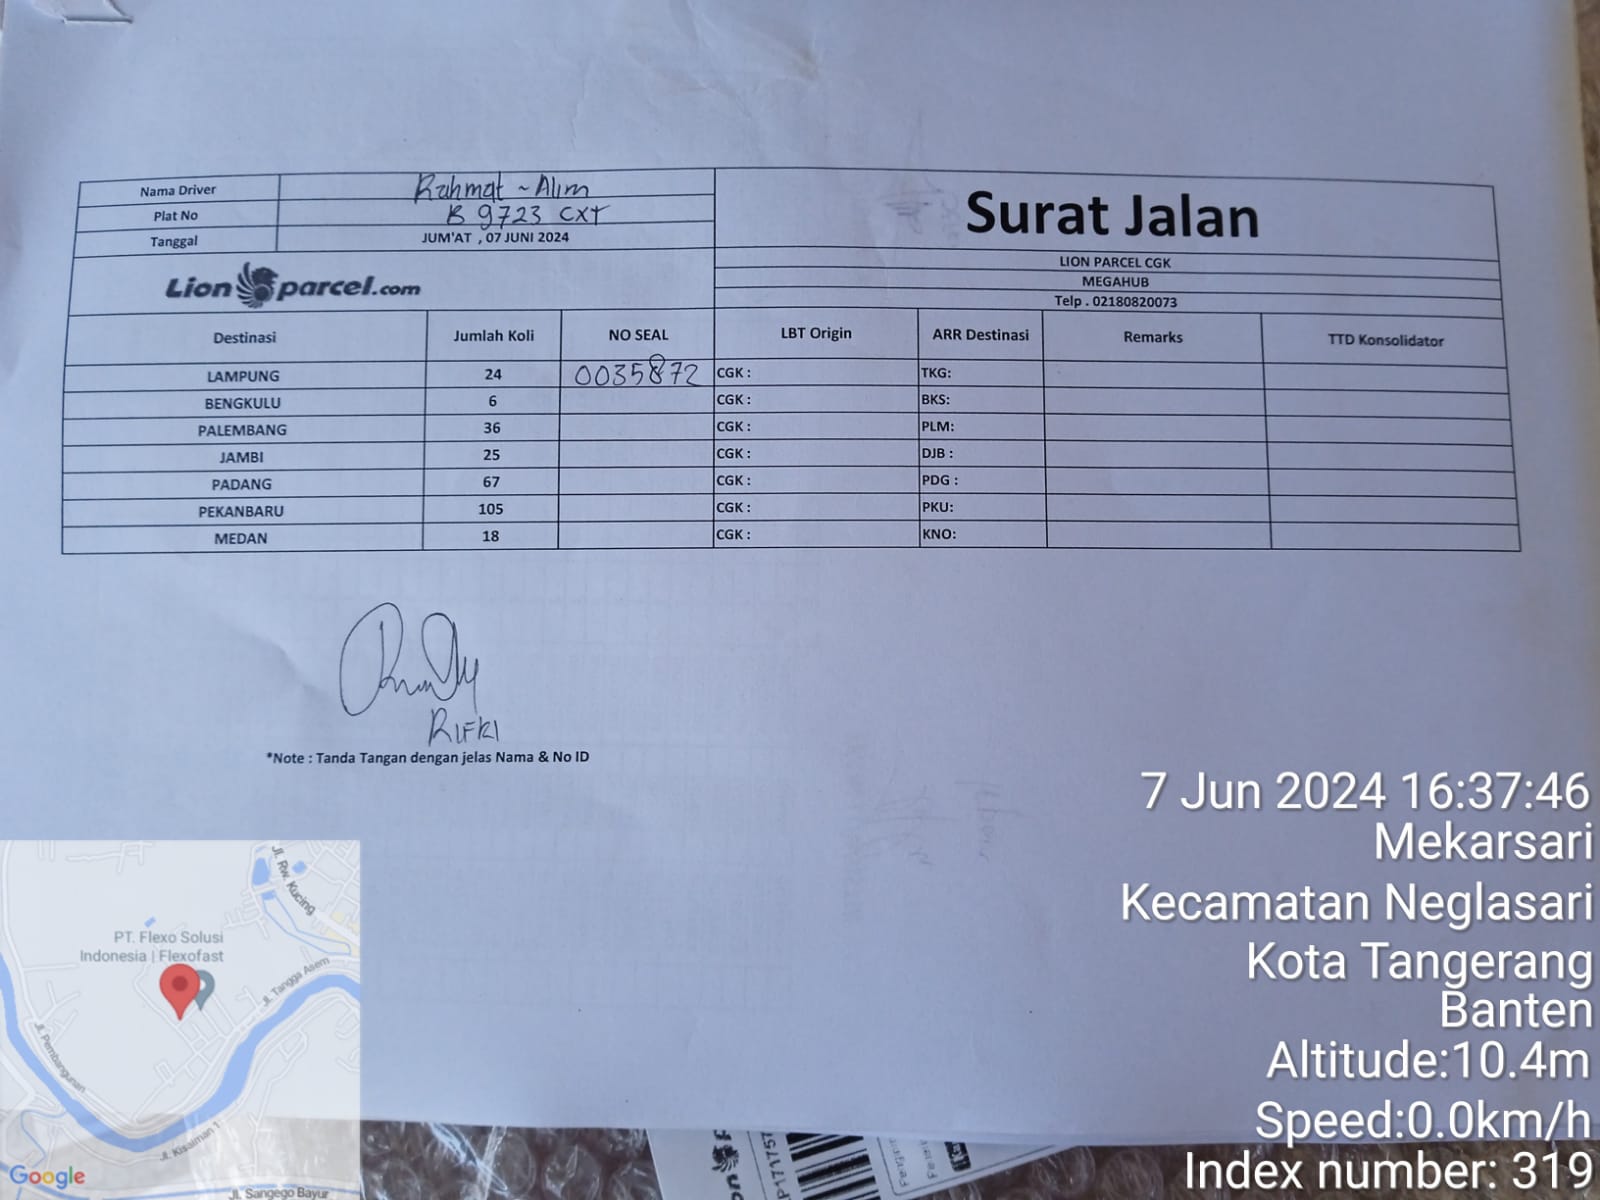 Nama Driver Rahmat ~ Alim
Plat No B 9723 CXT
Tanggal JUM'AT , 07 JUNI 2024
Surat Jalan
LION PARCEL CGK
MEGAHUB
Telp . 02180820073
Lion parcel.com
Destinasi Jumlah Koli NO SEAL LBT Origin ARR Destinasi Remarks TTD Konsolidator
LAMPUNG 24 0035872 CGK : TKG:
BENGKULU 6 CGK : BKS:
PALEMBANG 36 CGK : PLM:
JAMBI 25 CGK : DJB :
PADANG 67 CGK : PDG :
PEKANBARU 105 CGK : PKU:
MEDAN 18 CGK : KNO:
RIFKI
*Note : Tanda Tangan dengan jelas Nama & No ID
7 Jun 2024 16:37:46
Mekarsari
Kecamatan Neglasari
Kota Tangerang
Banten
Altitude:10.4m
Speed:0.0km/h
Index number: 319
Jl. Rw. Kucing
PT. Flexo Solusi
Indonesia | Flexofast
Jl. Tangga Asem
Jl. Pembangunan
Jl. Kisaiman 1
Jl. Sangego Bayur
Google